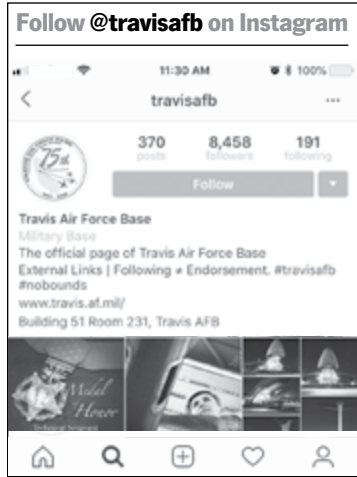 Follow @travisafb on Instagram
11:30 AM
100%
travisafb
75th
370
8,458
191
posts
followers
following
Follow
Travis Air Force Base
Military Base
The official page of Travis Air Force Base
External Links | Following ≠ Endorsement. #travisafb
#nobounds
www.travis.af.mil/
Building 51 Room 231, Travis AFB
Medal
Honor